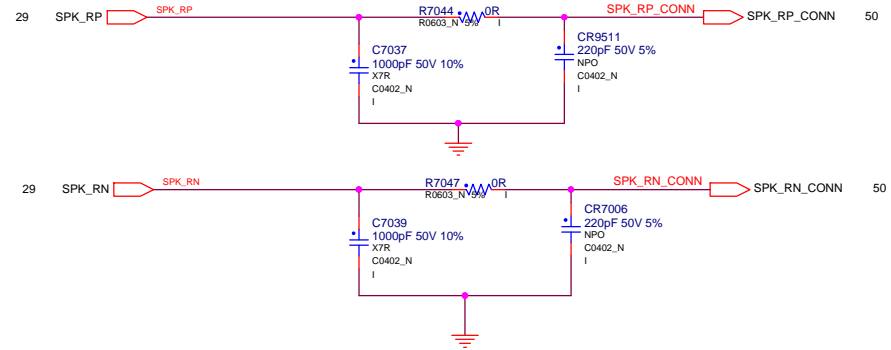 29 SPK_RP SPK_RP R7044 0R SPK_RP_CONN SPK_RP_CONN 50
R0603_N 5% I
C7037
1000pF 50V 10%
X7R
C0402_N
I
CR9511
220pF 50V 5%
NPO
C0402_N
I
29 SPK_RN SPK_RN R7047 0R SPK_RN_CONN SPK_RN_CONN 50
R0603_N 5% I
C7039
1000pF 50V 10%
X7R
C0402_N
I
CR7006
220pF 50V 5%
NPO
C0402_N
I